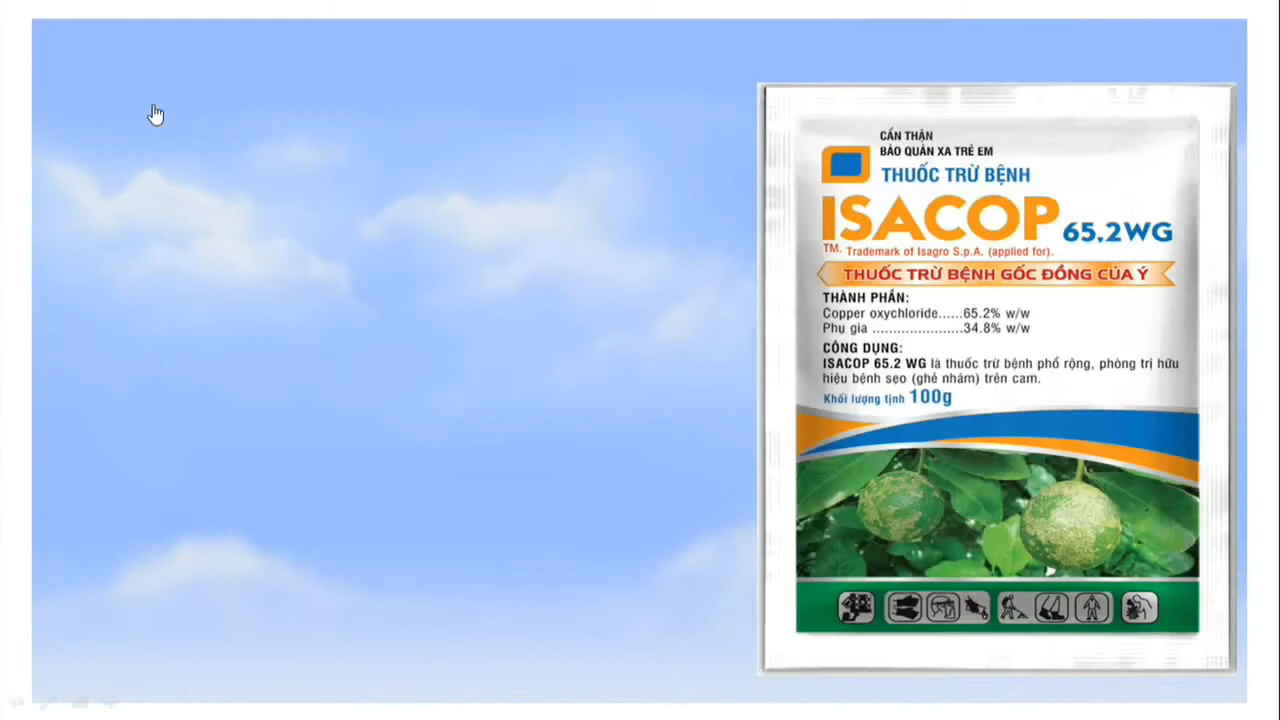 CẨN THẬN
BẢO QUẢN XA TRẺ EM
THUỐC TRỪ BỆNH
ISACOP 65.2WG
TM. Trademark of Isagro S.p.A. (applied for).
THUỐC TRỪ BỆNH GỐC ĐỒNG CỦA Ý
THÀNH PHẦN:
Copper oxychloride......65.2% w/w
Phụ gia ......................34.8% w/w
CÔNG DỤNG:
ISACOP 65.2 WG là thuốc trừ bệnh phổ rộng, phòng trị hữu
hiệu bệnh sẹo (ghẻ nhám) trên cam.
Khối lượng tịnh 100g